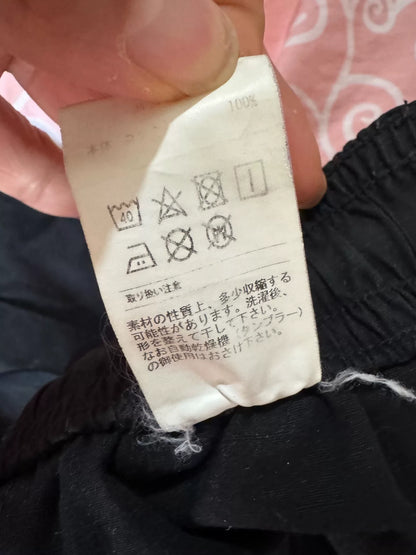 100%
本体
40
取り扱い注意
素材の性質上、多少収縮する
可能性があります。洗濯後、
形を整えて干して下さい。
なお自動乾燥機(タンブラー)
の御使用はおさけ下さい。